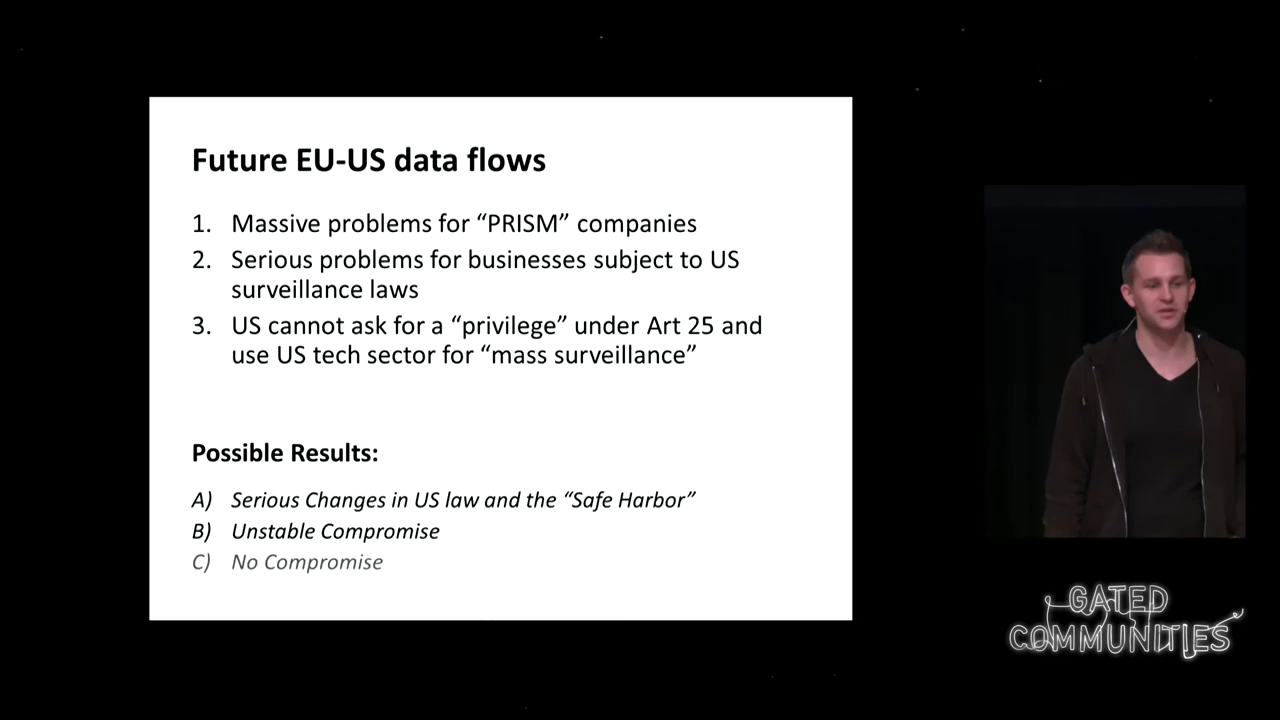 Future EU-US data flows
1. Massive problems for “PRISM” companies
2. Serious problems for businesses subject to US
surveillance laws
3. US cannot ask for a “privilege” under Art 25 and
use US tech sector for “mass surveillance”
Possible Results:
A) Serious Changes in US law and the “Safe Harbor”
B) Unstable Compromise
C) No Compromise
GATED
COMMUNITIES